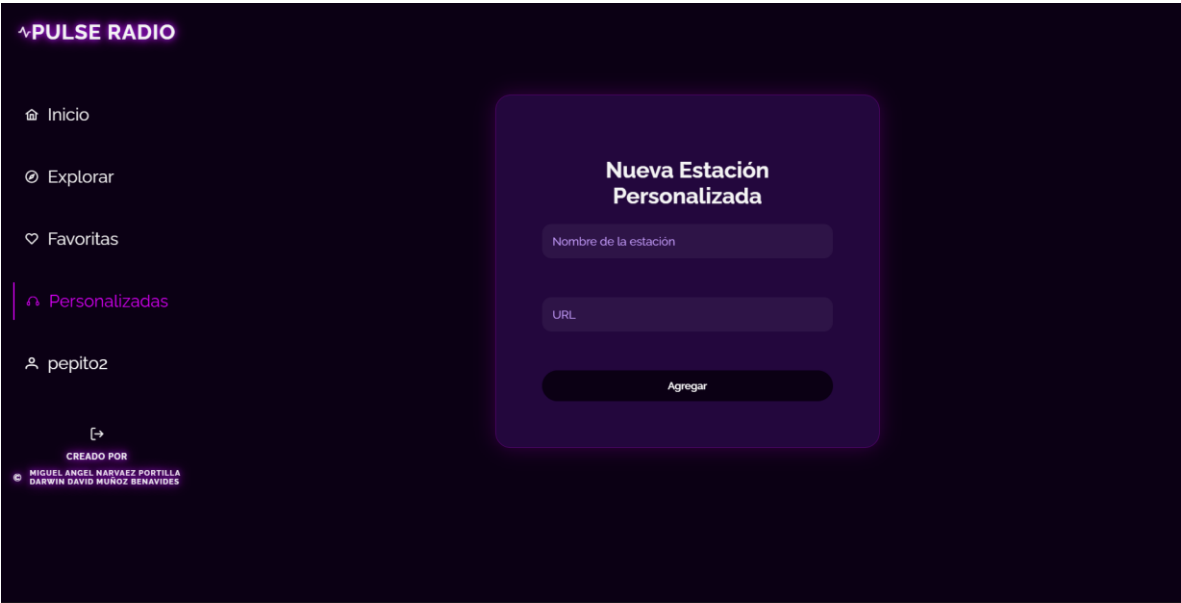 PULSE RADIO
Inicio
Explorar
Favoritas
Personalizadas
pepito2
CREADO POR
© MIGUEL ANGEL NARVAEZ PORTILLA
DARWIN DAVID MUÑOZ BENAVIDES
Nueva Estación
Personalizada
Nombre de la estación
URL
Agregar